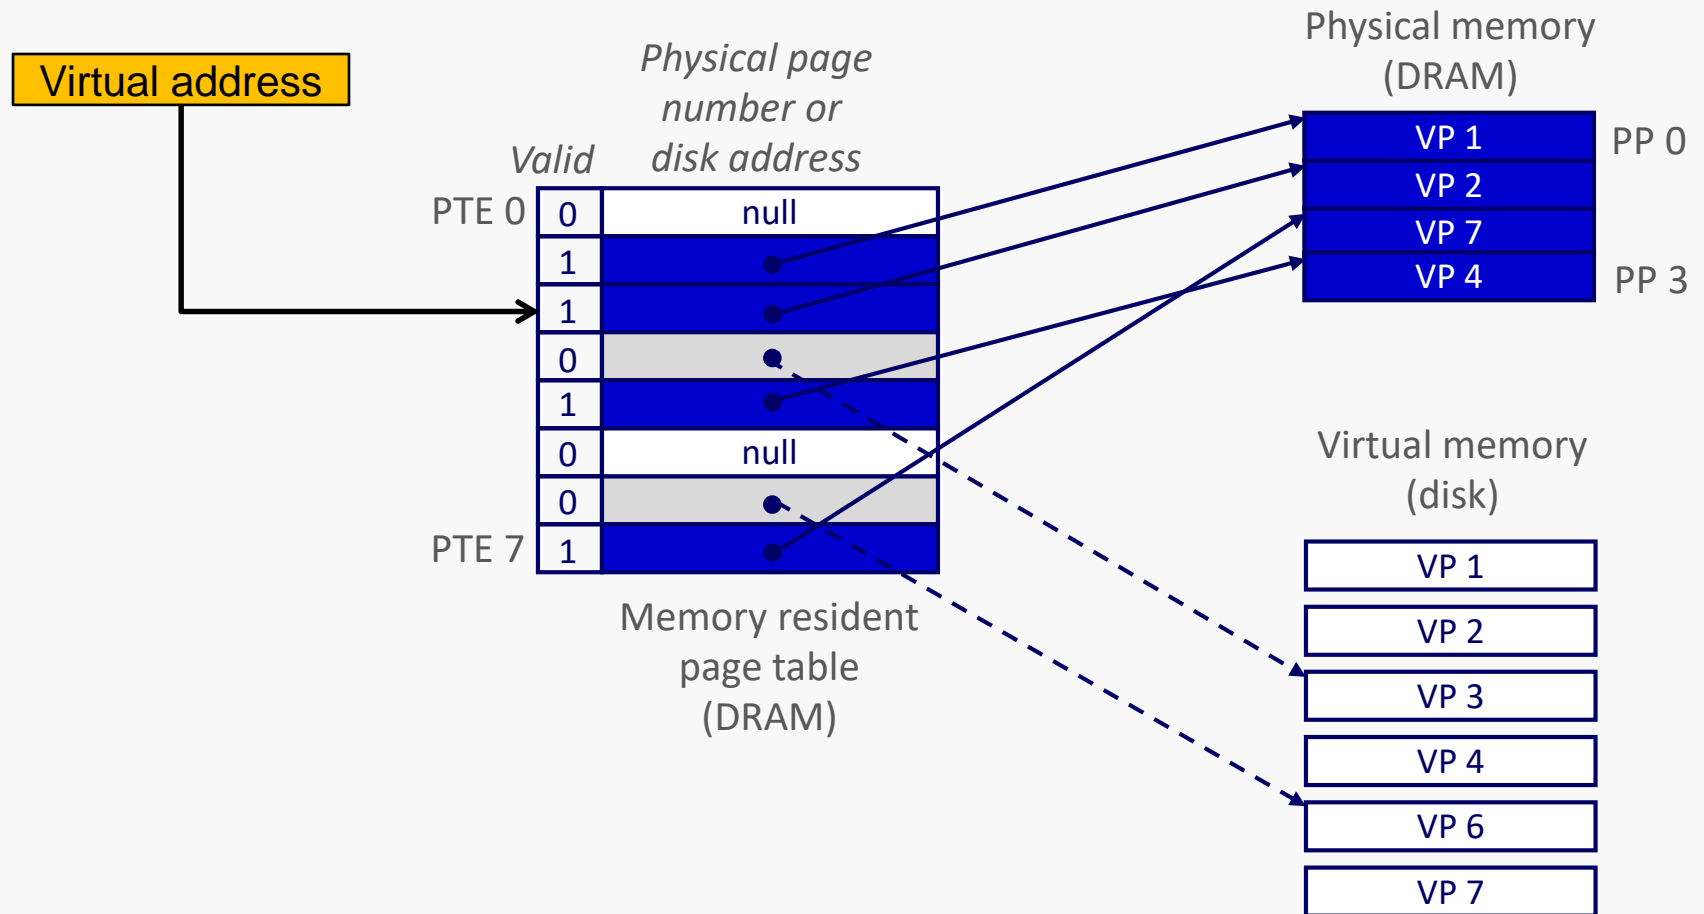 Virtual address
Physical page
number or
disk address
Valid
PTE 0
0
null
1
1
0
1
0
null
0
PTE 7
1
Memory resident
page table
(DRAM)
Physical memory
(DRAM)
VP 1
PP 0
VP 2
VP 7
VP 4
PP 3
Virtual memory
(disk)
VP 1
VP 2
VP 3
VP 4
VP 6
VP 7